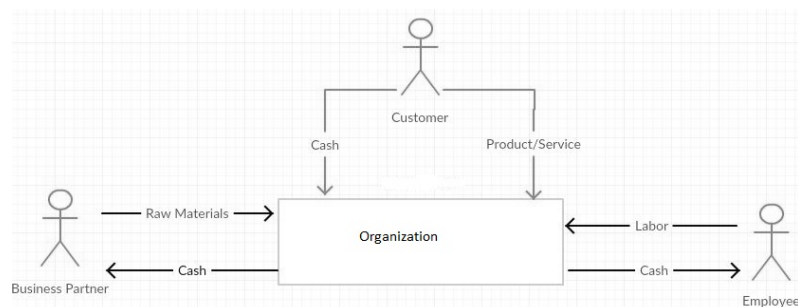 Customer
Cash
Product/Service
Raw Materials
Organization
Labor
Cash
Cash
Business Partner
Employee